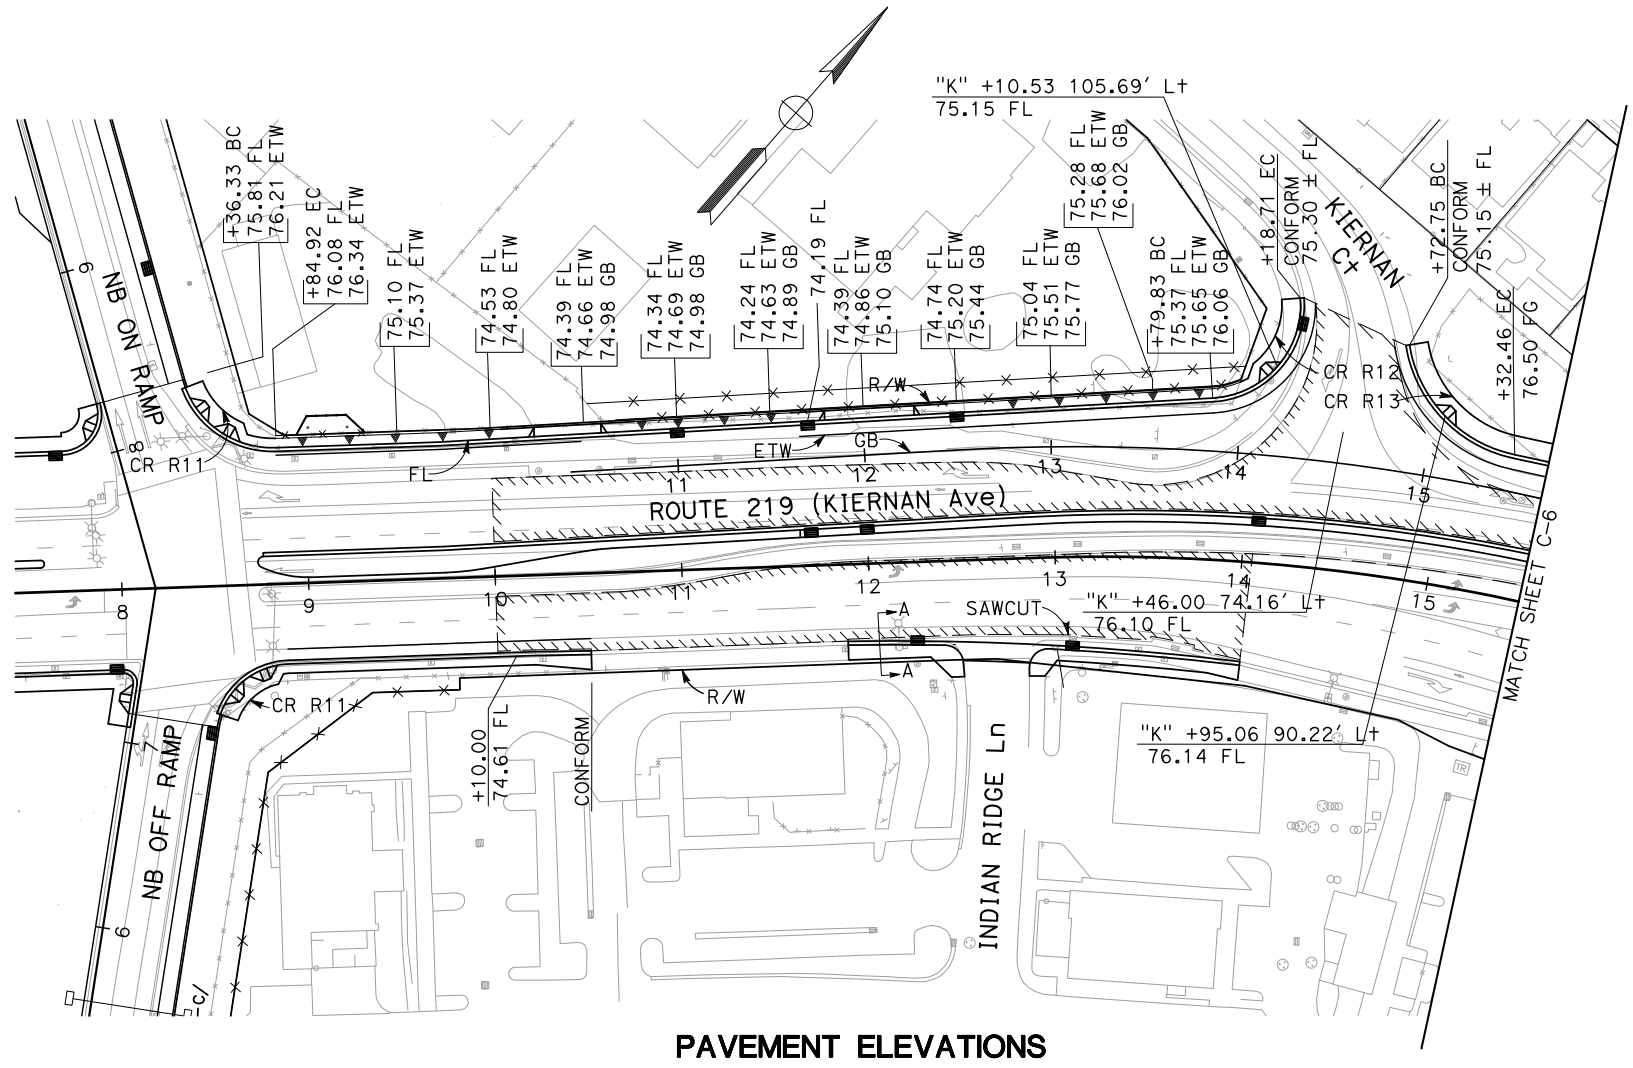 "K" +10.53 105.69' Lt
75.15 FL
+36.33 BC
75.81 FL
76.21 ETW
+84.92 EC
76.08 FL
76.34 ETW
75.10 FL
75.37 ETW
74.53 FL
74.80 ETW
74.39 FL
74.66 ETW
74.98 GB
74.34 FL
74.69 ETW
74.98 GB
74.24 FL
74.63 ETW
74.89 GB
74.19 FL
74.39 FL
74.86 ETW
75.10 GB
74.74 FL
75.20 ETW
75.44 GB
75.04 FL
75.51 ETW
75.77 GB
75.28 FL
75.68 ETW
76.02 GB
+79.83 BC
75.37 FL
75.65 ETW
76.06 GB
+18.71 EC
CONFORM
75.30 ± FL
KIERNAN
Ct
+72.75 BC
CONFORM
75.15 ± FL
+32.46 EC
76.50 FG
9
NB ON RAMP
8
CR R11
R/W
CR R12
CR R13
FL
ETW
GB
11
12
13
14
15
ROUTE 219 (KIERNAN Ave)
8
9
10
11
12
13
14
15
MATCH SHEET C-6
A
A
SAWCUT
"K" +46.00 74.16' Lt
76.10 FL
CR R11
R/W
+10.00
74.61 FL
CONFORM
INDIAN RIDGE Ln
"K" +95.06 90.22' Lt
76.14 FL
TR
7
NB OFF RAMP
6
PAVEMENT ELEVATIONS